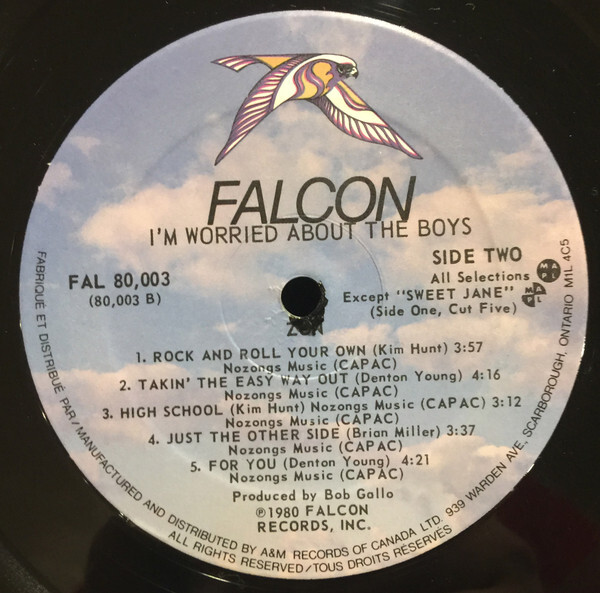 FALCON
I'M WORRIED ABOUT THE BOYS
FAL 80,003
(80,003 B)
SIDE TWO
All Selections
MAPL
Except "SWEET JANE"
MAPL
(Side One, Cut Five)
ZON
1. ROCK AND ROLL YOUR OWN (Kim Hunt) 3:57
Nozongs Music (CAPAC)
2. TAKIN' THE EASY WAY OUT (Denton Young) 4:16
Nozongs Music (CAPAC)
3. HIGH SCHOOL (Kim Hunt) Nozongs Music (CAPAC) 3:12
Nozongs Music (CAPAC)
4. JUST THE OTHER SIDE (Brian Miller) 3:37
Nozongs Music (CAPAC)
5. FOR YOU (Denton Young) 4:21
Nozongs Music (CAPAC)
Produced by Bob Gallo
℗1980 FALCON
RECORDS, INC.
FABRIQUÉ ET DISTRIBUÉ PAR/MANUFACTURED AND DISTRIBUTED BY A&M RECORDS OF CANADA LTD. 939 WARDEN AVE, SCARBOROUGH, ONTARIO M1L 4C5
ALL RIGHTS RESERVED/TOUS DROITS RÉSERVÉS